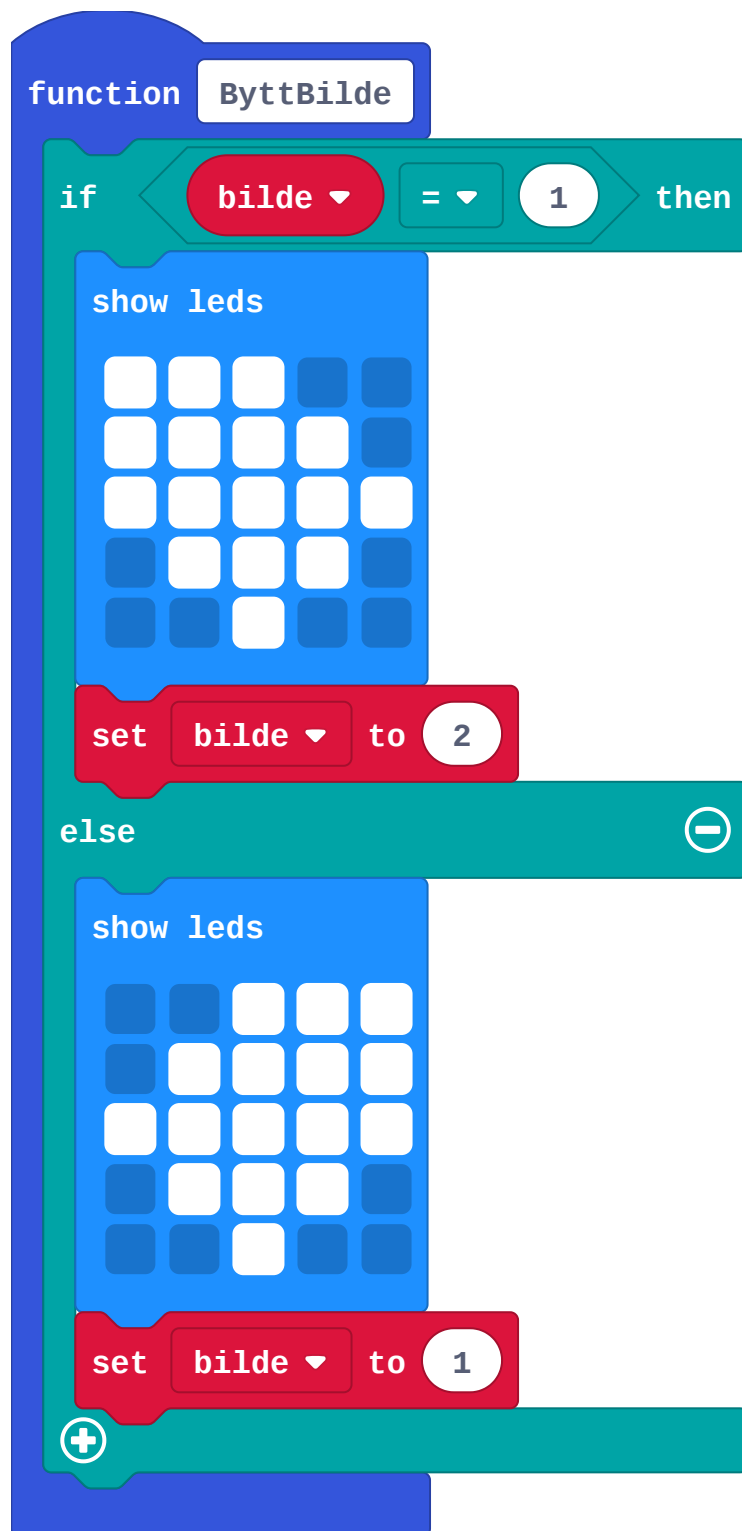 function ByttBilde
if bilde = 1 then
show leds
set bilde to 2
else
show leds
set bilde to 1